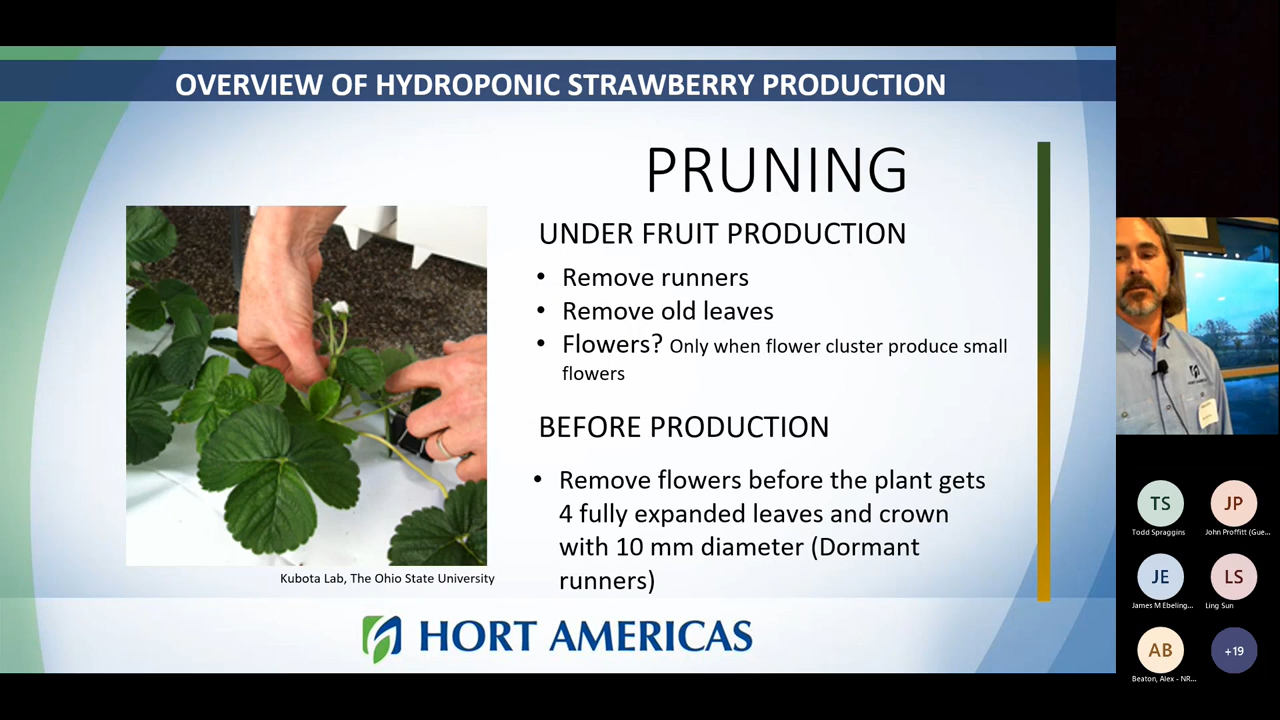 OVERVIEW OF HYDROPONIC STRAWBERRY PRODUCTION
PRUNING
UNDER FRUIT PRODUCTION
• Remove runners
• Remove old leaves
• Flowers? Only when flower cluster produce small
flowers
BEFORE PRODUCTION
• Remove flowers before the plant gets
4 fully expanded leaves and crown
with 10 mm diameter (Dormant
runners)
Kubota Lab, The Ohio State University
HORT AMERICAS
HORT AMERICAS
TS
Todd Spraggins
JP
John Proffitt (Gue...
JE
James M Ebeling...
LS
Ling Sun
AB
Beaton, Alex - NR...
+19